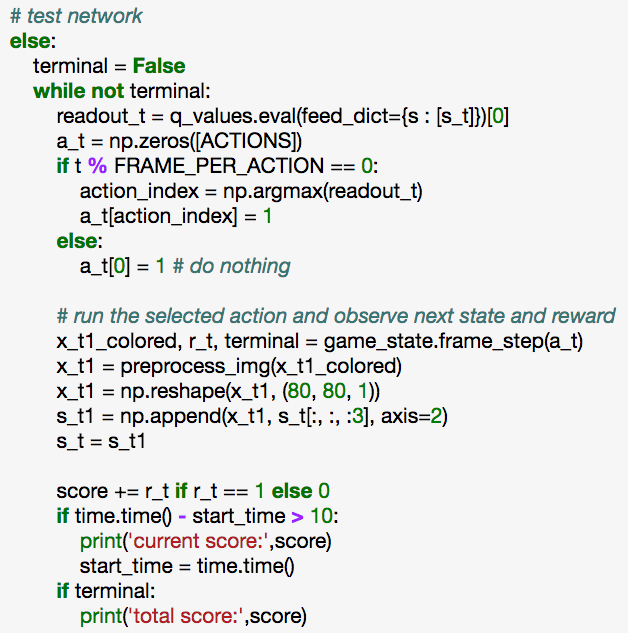 # test network
else:
    terminal = False
    while not terminal:
        readout_t = q_values.eval(feed_dict={s : [s_t]})[0]
        a_t = np.zeros([ACTIONS])
        if t % FRAME_PER_ACTION == 0:
            action_index = np.argmax(readout_t)
            a_t[action_index] = 1
        else:
            a_t[0] = 1 # do nothing

        # run the selected action and observe next state and reward
        x_t1_colored, r_t, terminal = game_state.frame_step(a_t)
        x_t1 = preprocess_img(x_t1_colored)
        x_t1 = np.reshape(x_t1, (80, 80, 1))
        s_t1 = np.append(x_t1, s_t[:, :, :3], axis=2)
        s_t = s_t1

        score += r_t if r_t == 1 else 0
        if time.time() - start_time > 10:
            print('current score:',score)
            start_time = time.time()
        if terminal:
            print('total score:',score)